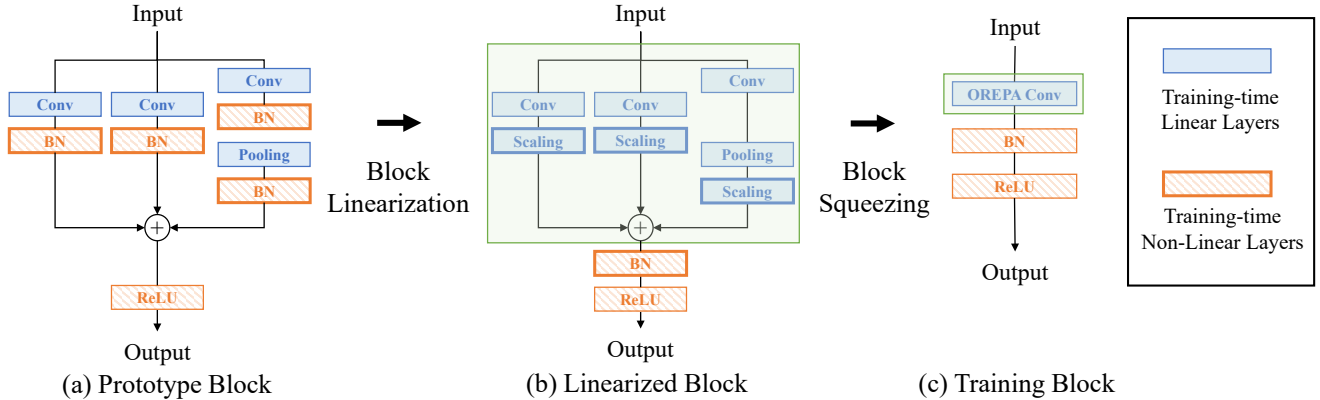 Input
Conv
Conv
Conv
BN
BN
BN
Pooling
BN
+
ReLU
Output
(a) Prototype Block
Block
Linearization
Input
Conv
Conv
Conv
Scaling
Scaling
Pooling
Scaling
+
BN
ReLU
Output
(b) Linearized Block
Block
Squeezing
Input
OREPA Conv
BN
ReLU
Output
(c) Training Block
Training-time
Linear Layers
Training-time
Non-Linear Layers